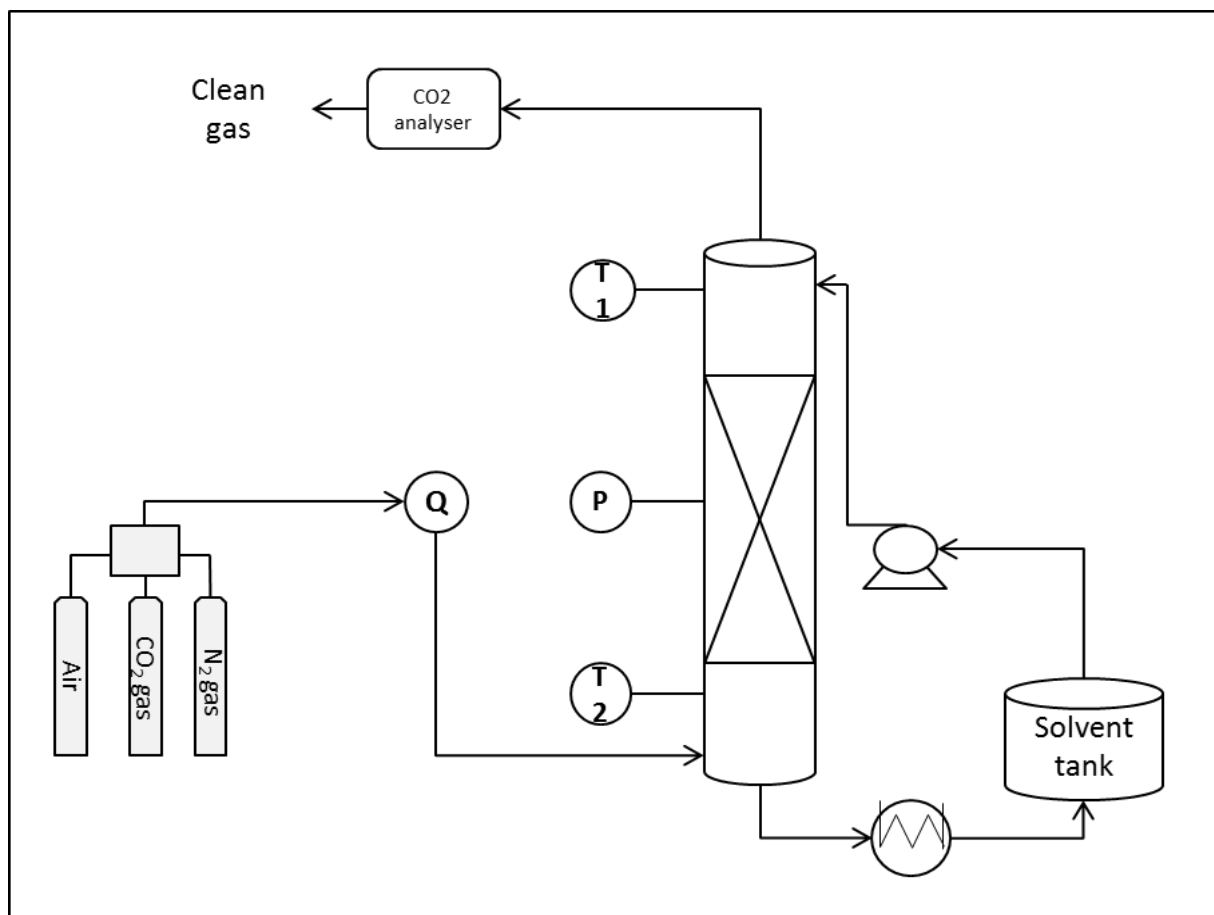 Clean
gas
CO2
analyser
T
1
Q
P
T
2
Air
CO₂ gas
N₂ gas
Solvent
tank